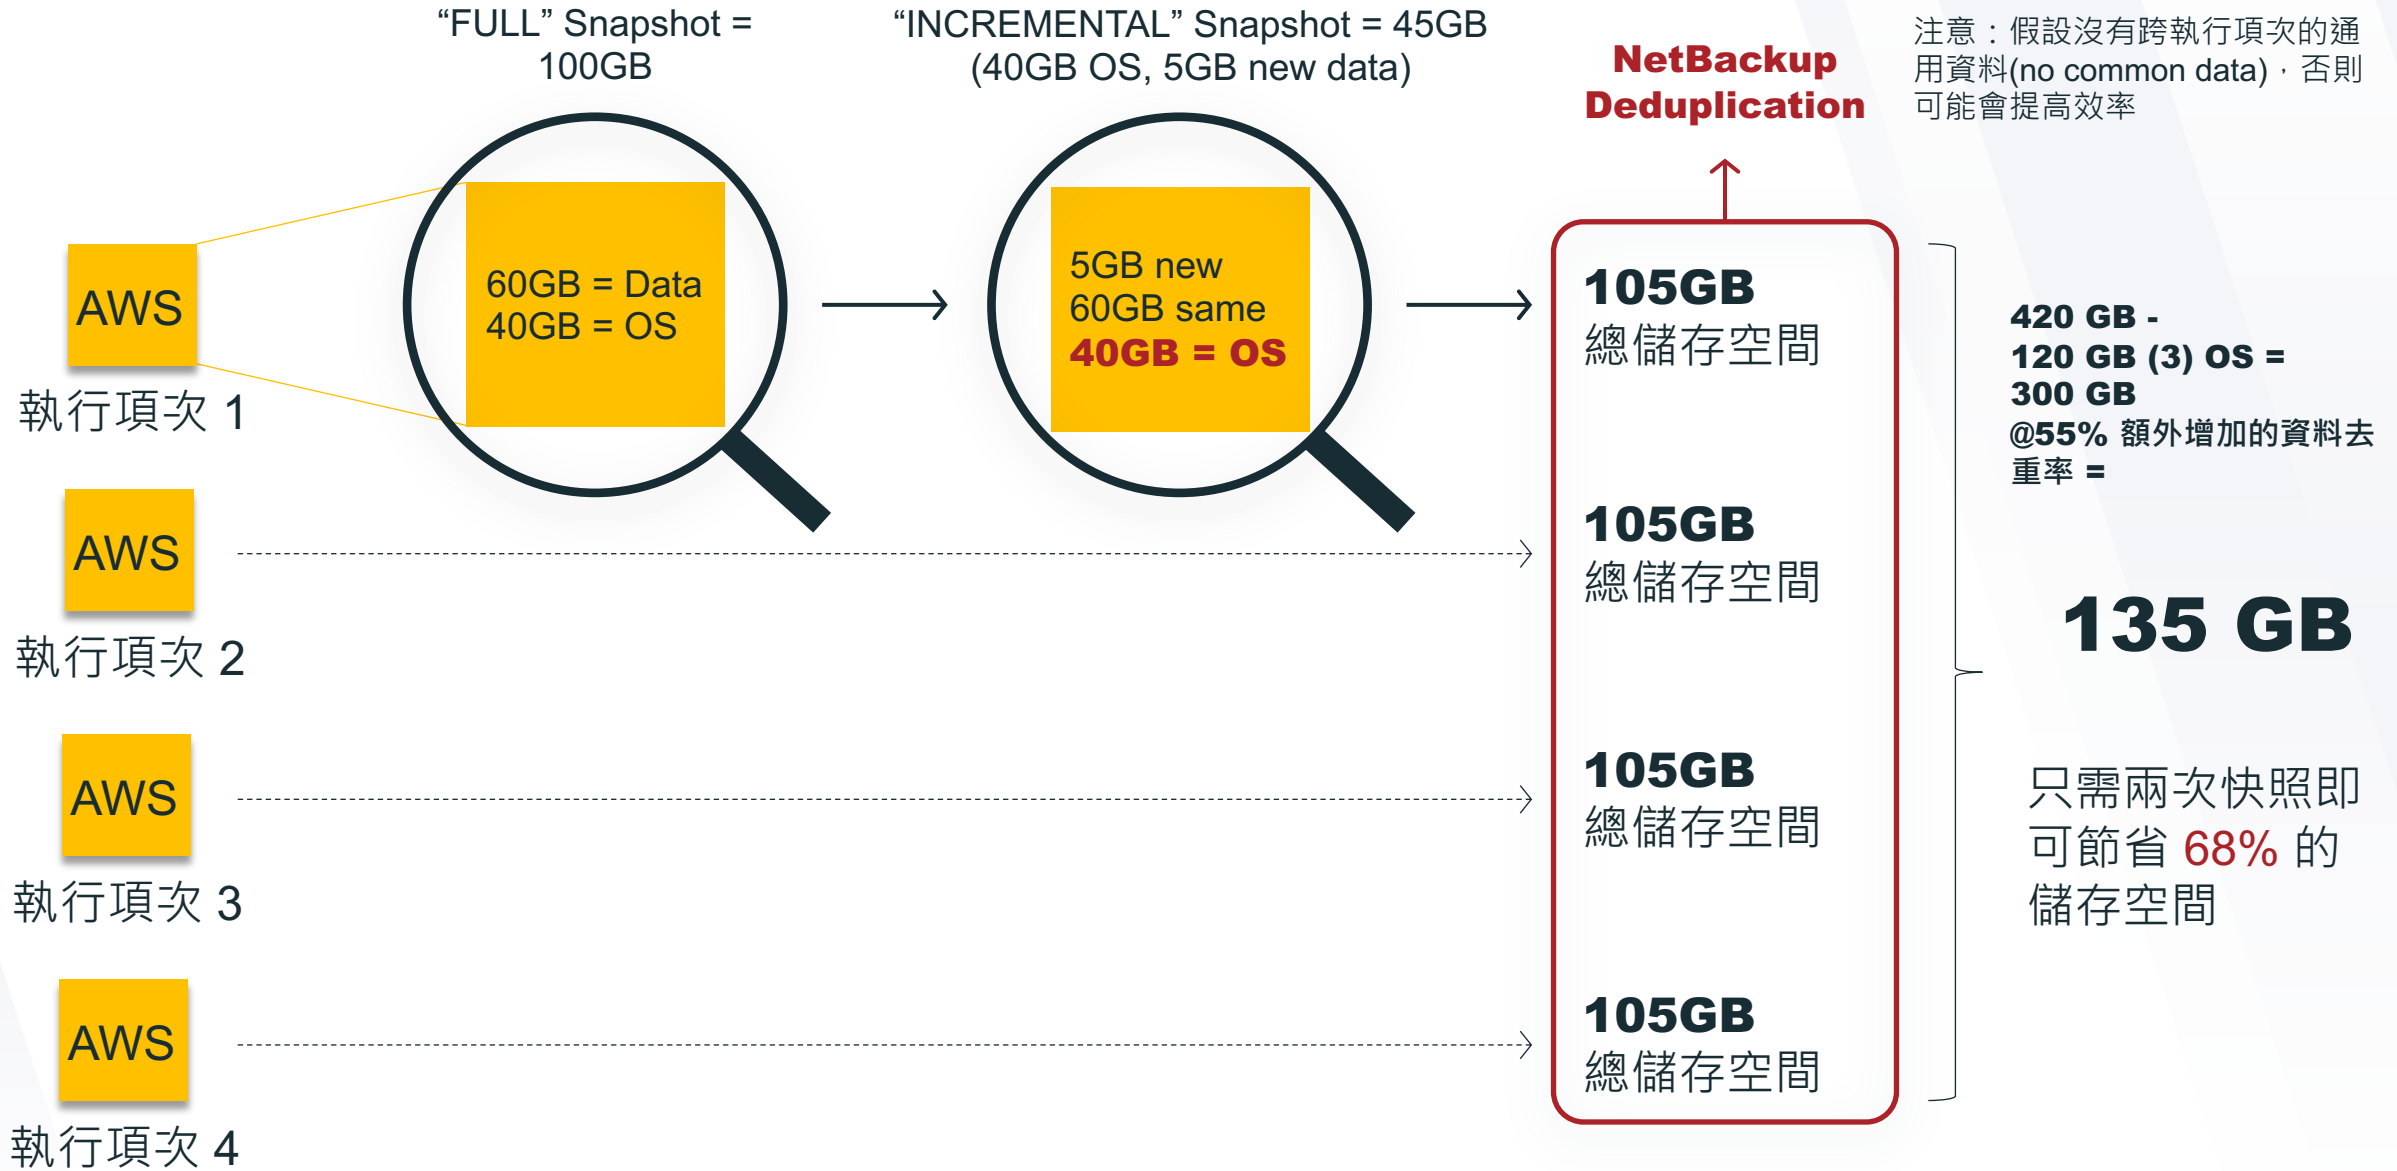 “FULL” Snapshot =
100GB
“INCREMENTAL” Snapshot = 45GB
(40GB OS, 5GB new data)
NetBackup
Deduplication
注意：假設沒有跨執行項次的通
用資料(no common data)，否則
可能會提高效率
AWS
執行項次 1
60GB = Data
40GB = OS
5GB new
60GB same
40GB = OS
105GB
總儲存空間
AWS
執行項次 2
105GB
總儲存空間
AWS
執行項次 3
105GB
總儲存空間
AWS
執行項次 4
105GB
總儲存空間
420 GB -
120 GB (3) OS =
300 GB
@55% 額外增加的資料去
重率 =
135 GB
只需兩次快照即
可節省 68% 的
儲存空間